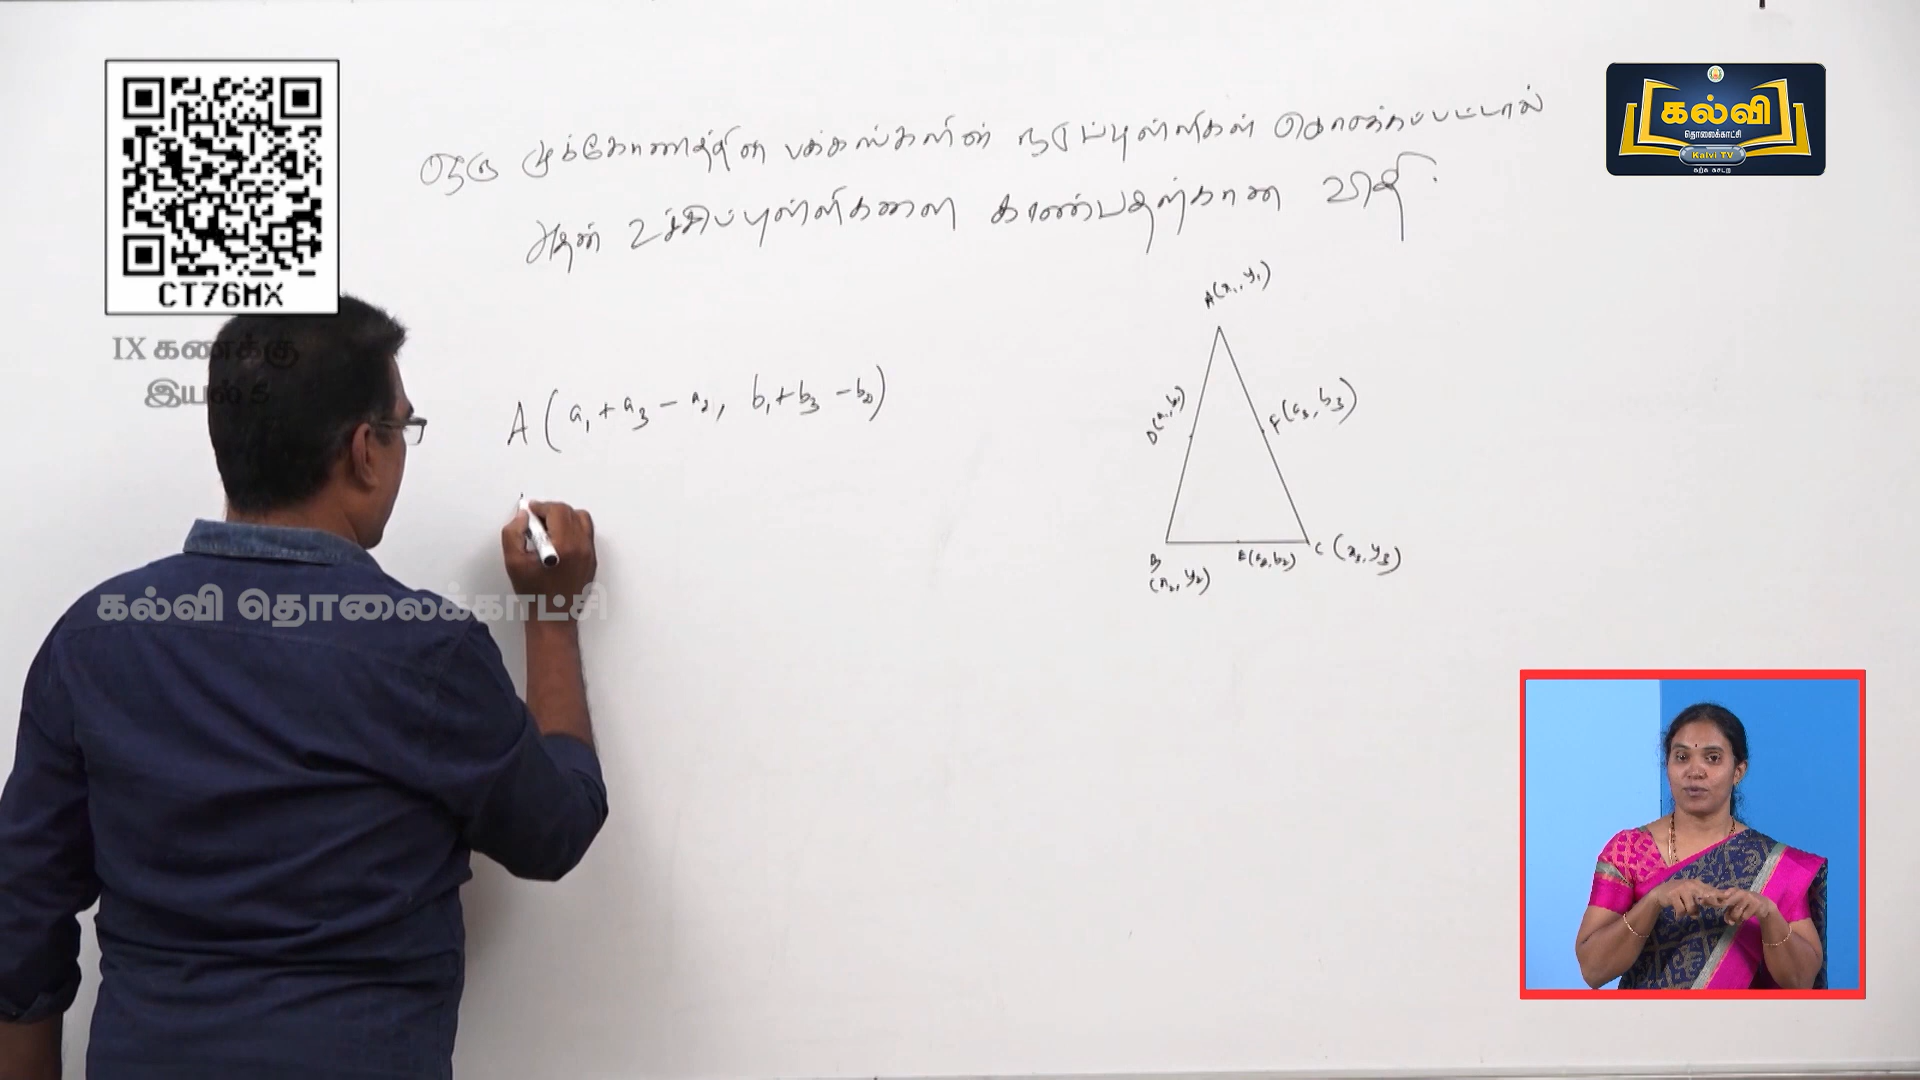 CT76MX
IX கணக்கு
இயல் 5
கல்வி
தொலைக்காட்சி
Kalvi TV
கற்க கசடற
ஒரு முக்கோணத்தின் பக்கங்களின் நடுப்புள்ளிகள் கொடுக்கப்பட்டால்
அதன் உச்சிப்புள்ளிகளை காண்பதற்கான விதி.
A(x₁, y₁)
A (a₁ + a₃ − a₂, b₁ + b₃ − b₂)
D(a₁, b₁)
F(a₃, b₃)
B
(x₂, y₂)
E(a₂, b₂)
C (x₃, y₃)
கல்வி தொலைக்காட்சி